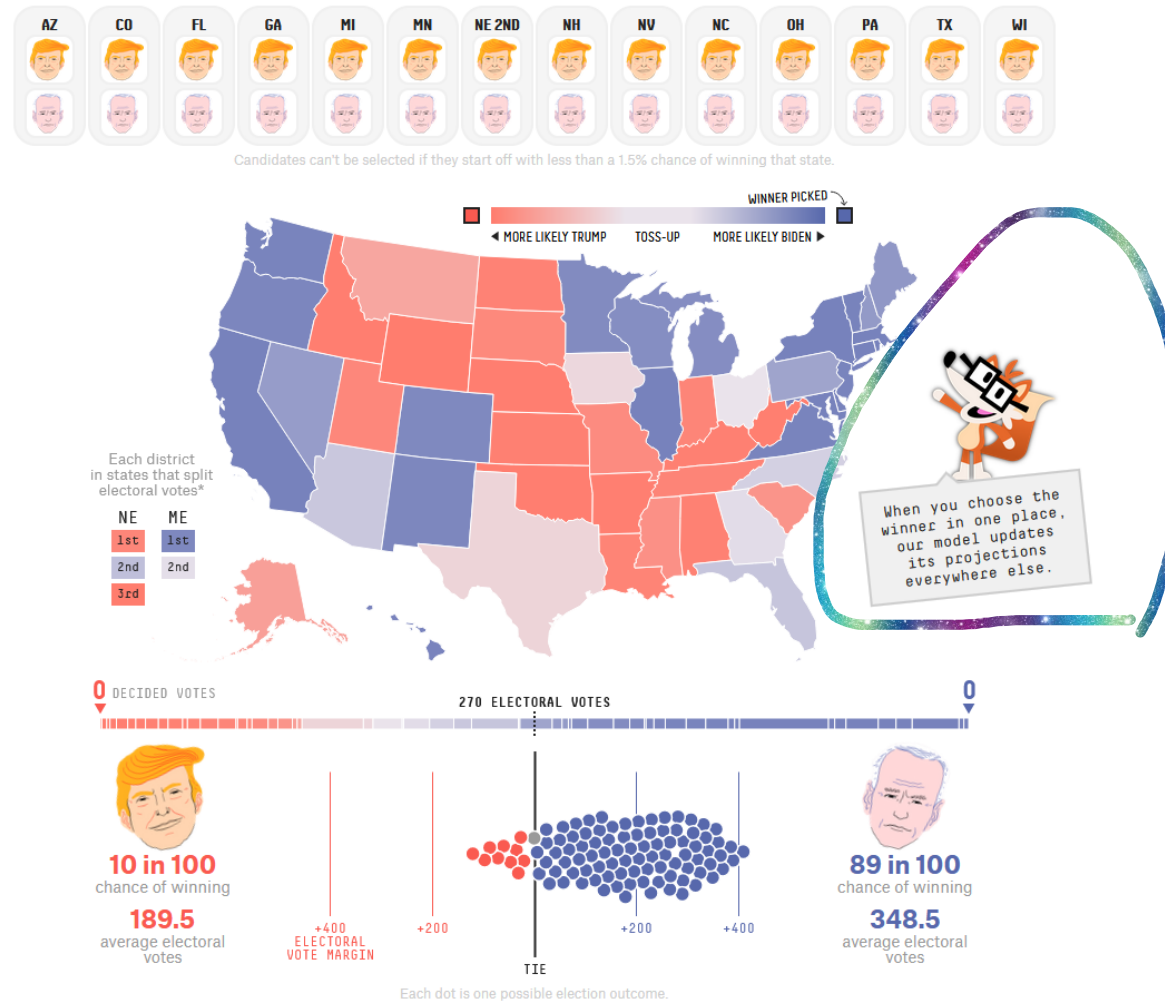 AZ CO FL GA MI MN NE 2ND NH NV NC OH PA TX WI
Candidates can't be selected if they start off with less than a 1.5% chance of winning that state.
WINNER PICKED
◀ MORE LIKELY TRUMP TOSS-UP MORE LIKELY BIDEN ▶
Each district
in states that split
electoral votes*
NE ME
1st 1st
2nd 2nd
3rd
When you choose the
winner in one place,
our model updates
its projections
everywhere else.
0 DECIDED VOTES 0
270 ELECTORAL VOTES
10 in 100
chance of winning
189.5
average electoral
votes
+400
ELECTORAL
VOTE MARGIN
+200
TIE
+200
+400
89 in 100
chance of winning
348.5
average electoral
votes
Each dot is one possible election outcome.